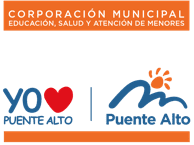 CORPORACIÓN MUNICIPAL
EDUCACIÓN, SALUD Y ATENCIÓN DE MENORES
YO
PUENTE ALTO
Puente Alto